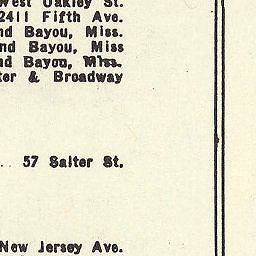 West Oakley St.
2411 Fifth Ave.
nd Bayou, Miss.
nd Bayou, Miss
nd Bayou, Miss.
ter & Broadway
.. 57 Salter St.
New Jersey Ave.